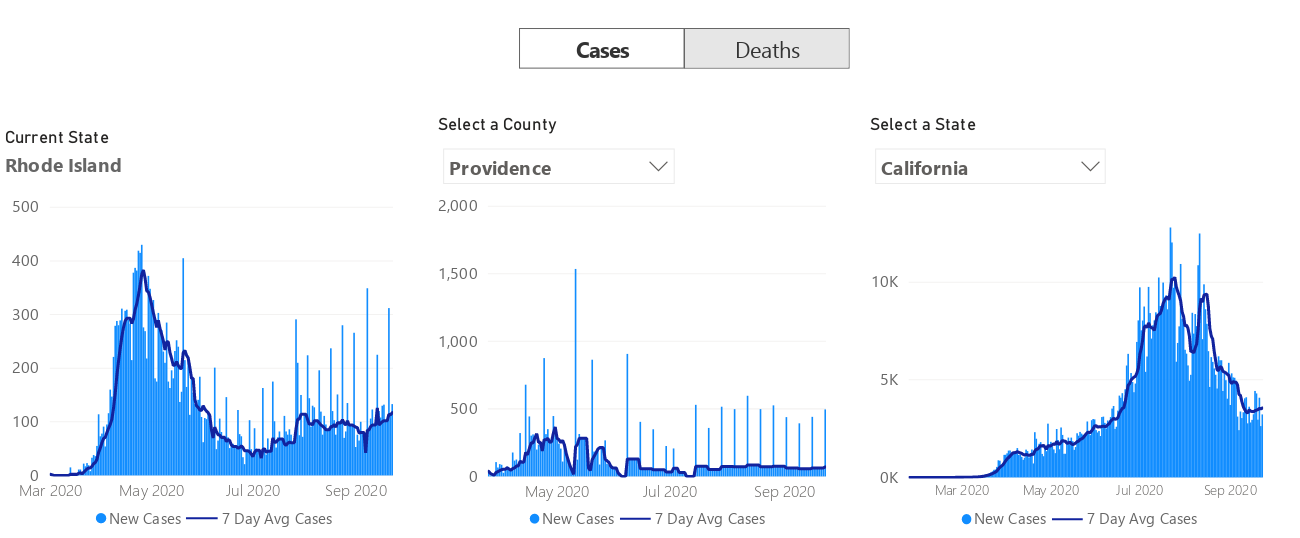 Cases Deaths
Current State
Rhode Island
500
400
300
200
100
0
Mar 2020 May 2020 Jul 2020 Sep 2020
New Cases 7 Day Avg Cases
Select a County
Providence
2,000
1,500
1,000
500
0
May 2020 Jul 2020 Sep 2020
New Cases 7 Day Avg Cases
Select a State
California
10K
5K
0K
Mar 2020 May 2020 Jul 2020 Sep 2020
New Cases 7 Day Avg Cases